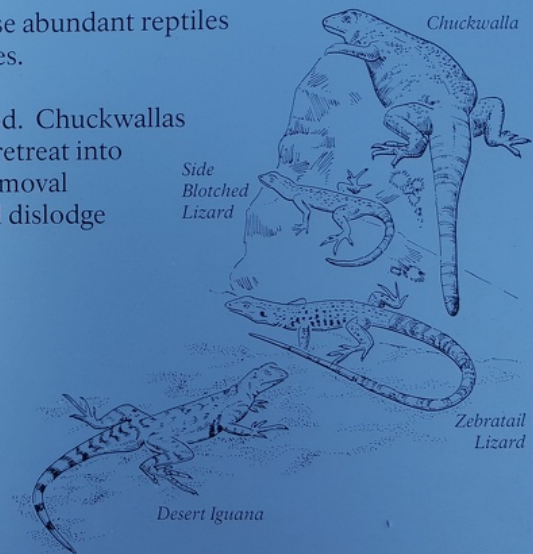 se abundant reptiles
es.
d. Chuckwallas
retreat into
moval
dislodge
Chuckwalla
Side
Blotched
Lizard
Zebratail
Lizard
Desert Iguana